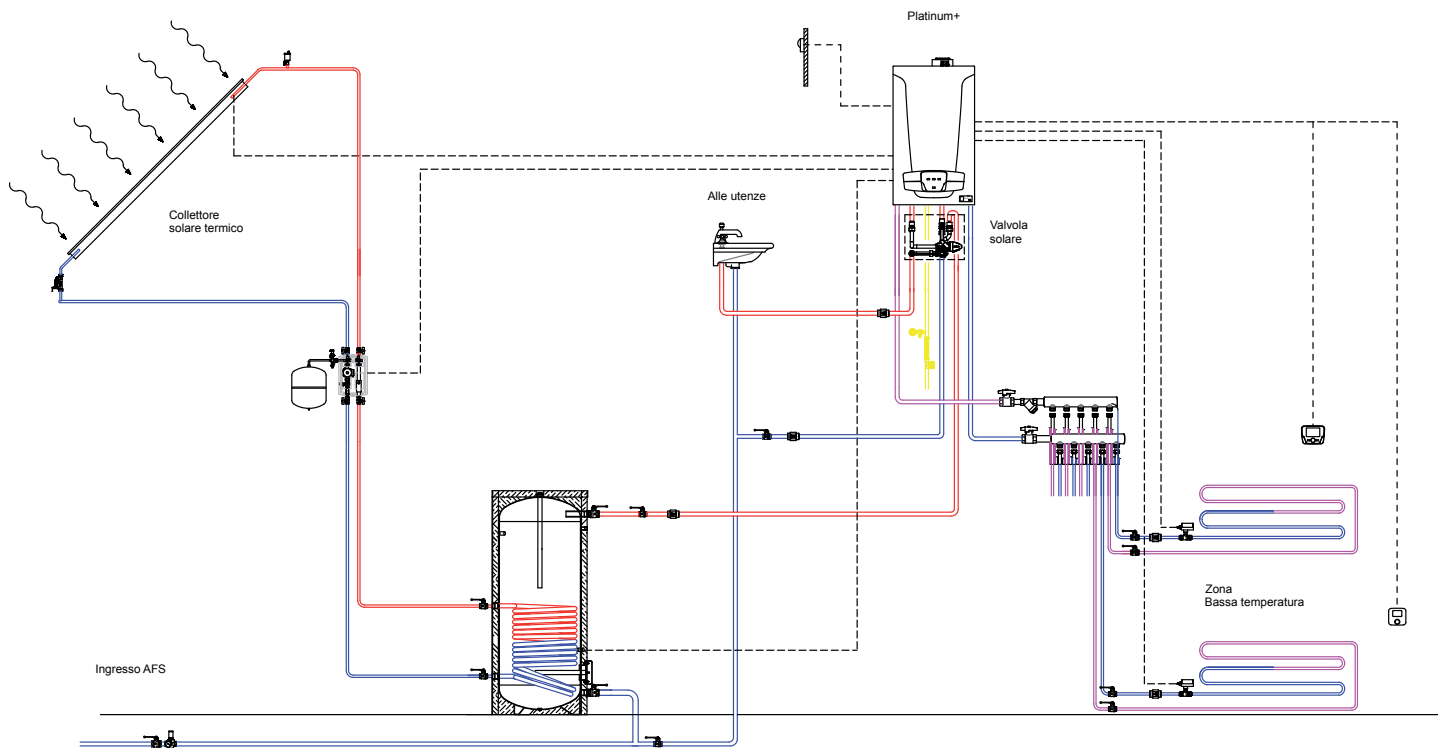 Platinum+
Alle utenze
Collettore
solare termico
Valvola
solare
Zona
Bassa temperatura
Ingresso AFS